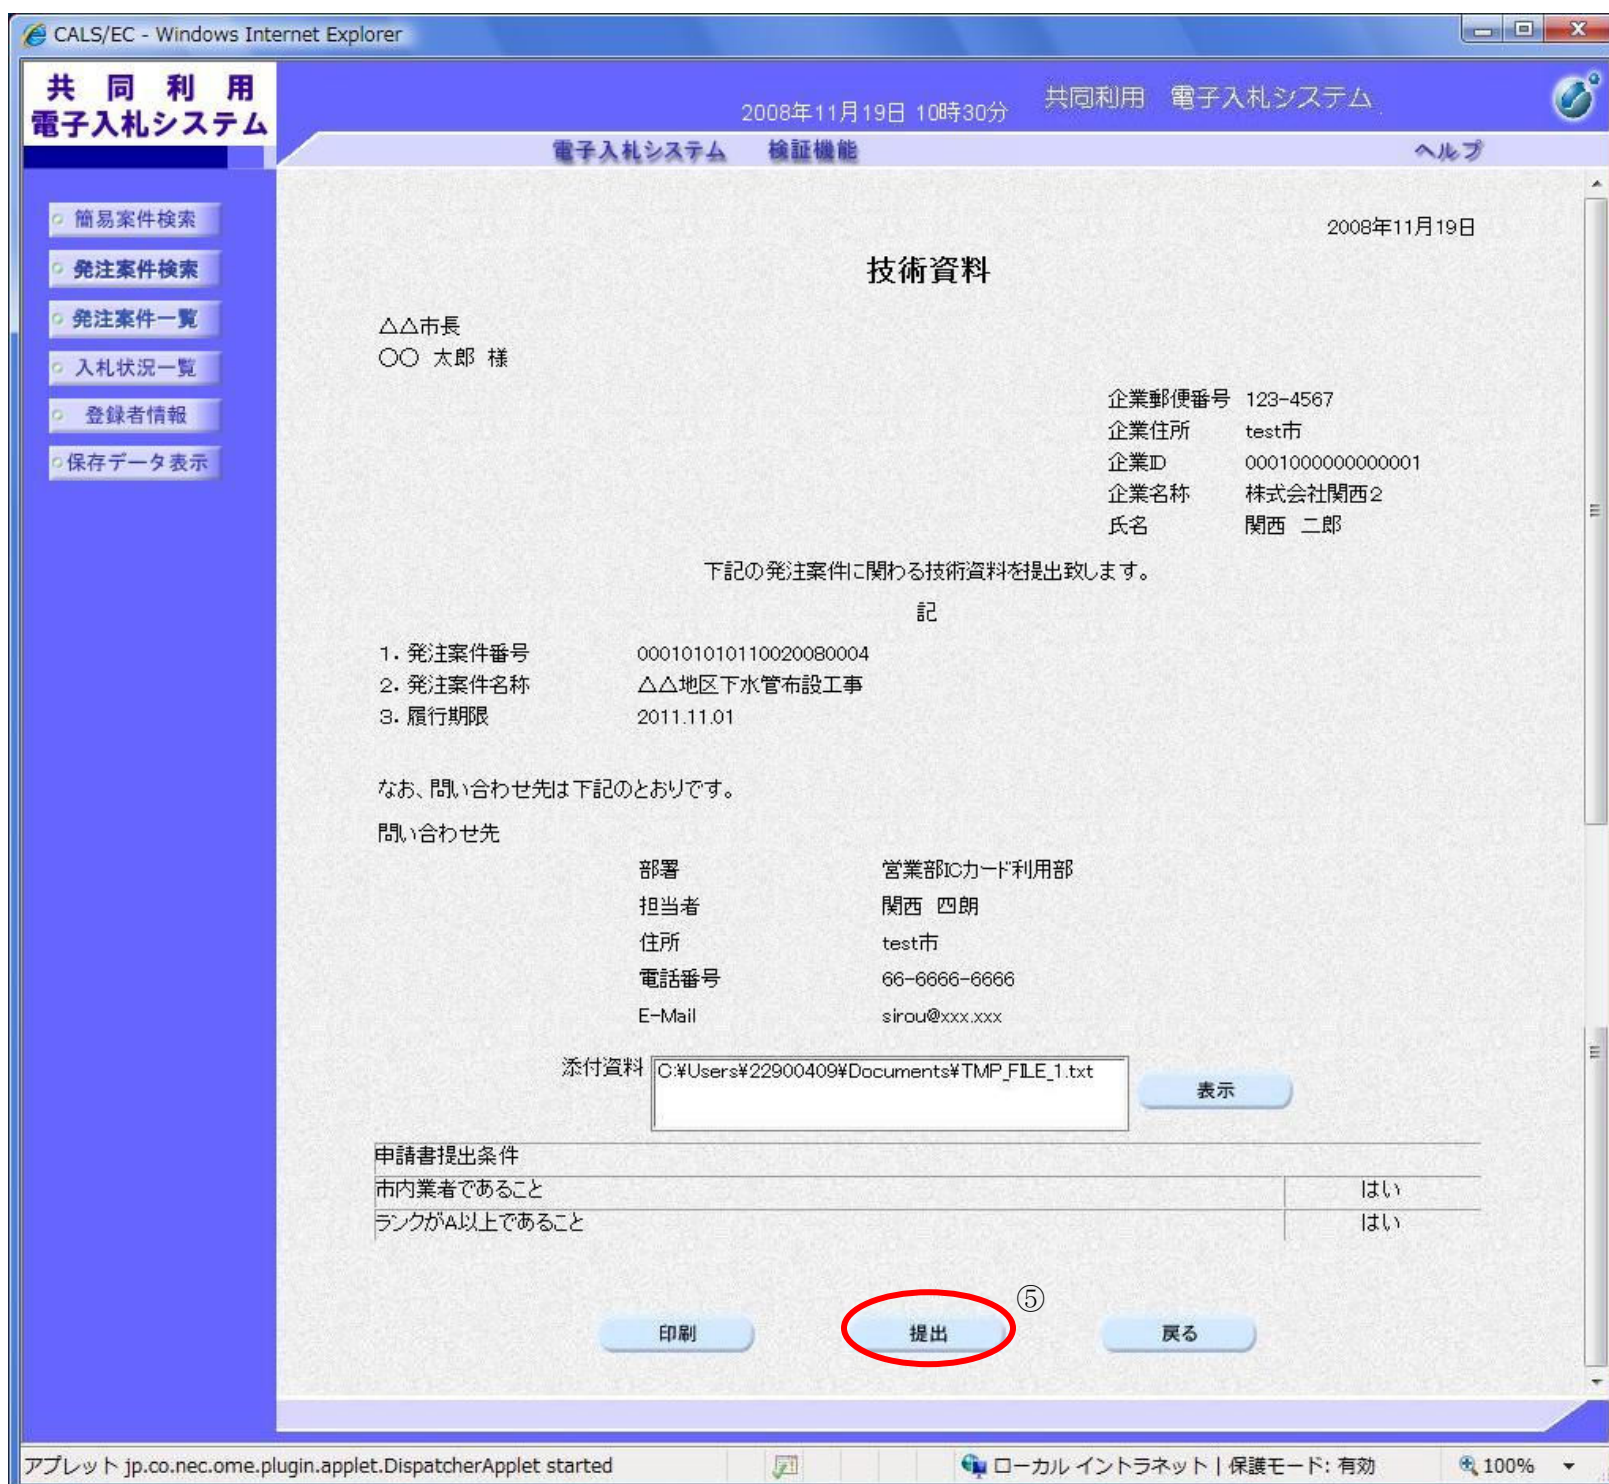 CALS/EC - Windows Internet Explorer
共 同 利 用
電子入札システム
2008年11月19日 10時30分 共同利用 電子入札システム
電子入札システム 検証機能 ヘルプ
簡易案件検索
発注案件検索
発注案件一覧
入札状況一覧
登録者情報
保存データ表示
2008年11月19日
技術資料
△△市長
〇〇 太郎 様
企業郵便番号 123-4567
企業住所 test市
企業ID 0001000000000001
企業名称 株式会社関西2
氏名 関西 二郎
下記の発注案件に関わる技術資料を提出致します。
記
1. 発注案件番号 000101010110020080004
2. 発注案件名称 △△地区下水管布設工事
3. 履行期限 2011.11.01
なお、問い合わせ先は下記のとおりです。
問い合わせ先
部署 営業部ICカード利用部
担当者 関西 四朗
住所 test市
電話番号 66-6666-6666
E-Mail sirou@xxx.xxx
添付資料 C:¥Users¥22900409¥Documents¥TMP_FILE_1.txt 表示
申請書提出条件
市内業者であること はい
ランクがA以上であること はい
⑤
印刷 提出 戻る
アプレット jp.co.nec.ome.plugin.applet.DispatcherApplet started ローカル イントラネット | 保護モード: 有効 100%